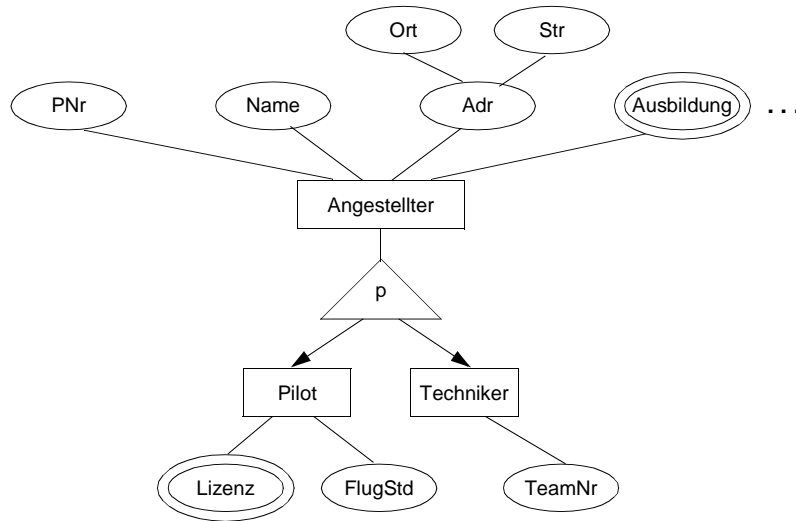 Ort Str
PNr Name Adr Ausbildung ...
Angestellter
p
Pilot Techniker
Lizenz FlugStd TeamNr